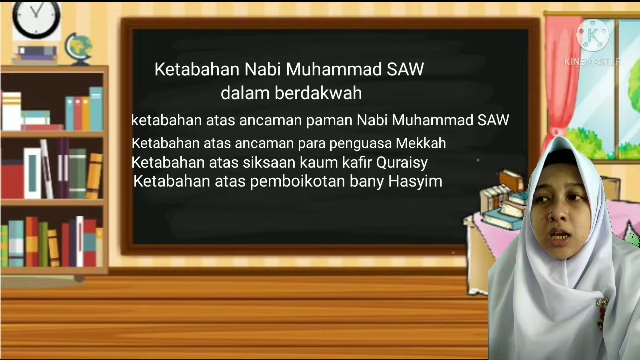 KINEMASTER
Ketabahan Nabi Muhammad SAW
dalam berdakwah
ketabahan atas ancaman paman Nabi Muhammad SAW
Ketabahan atas ancaman para penguasa Mekkah
Ketabahan atas siksaan kaum kafir Quraisy
Ketabahan atas pemboikotan bany Hasyim